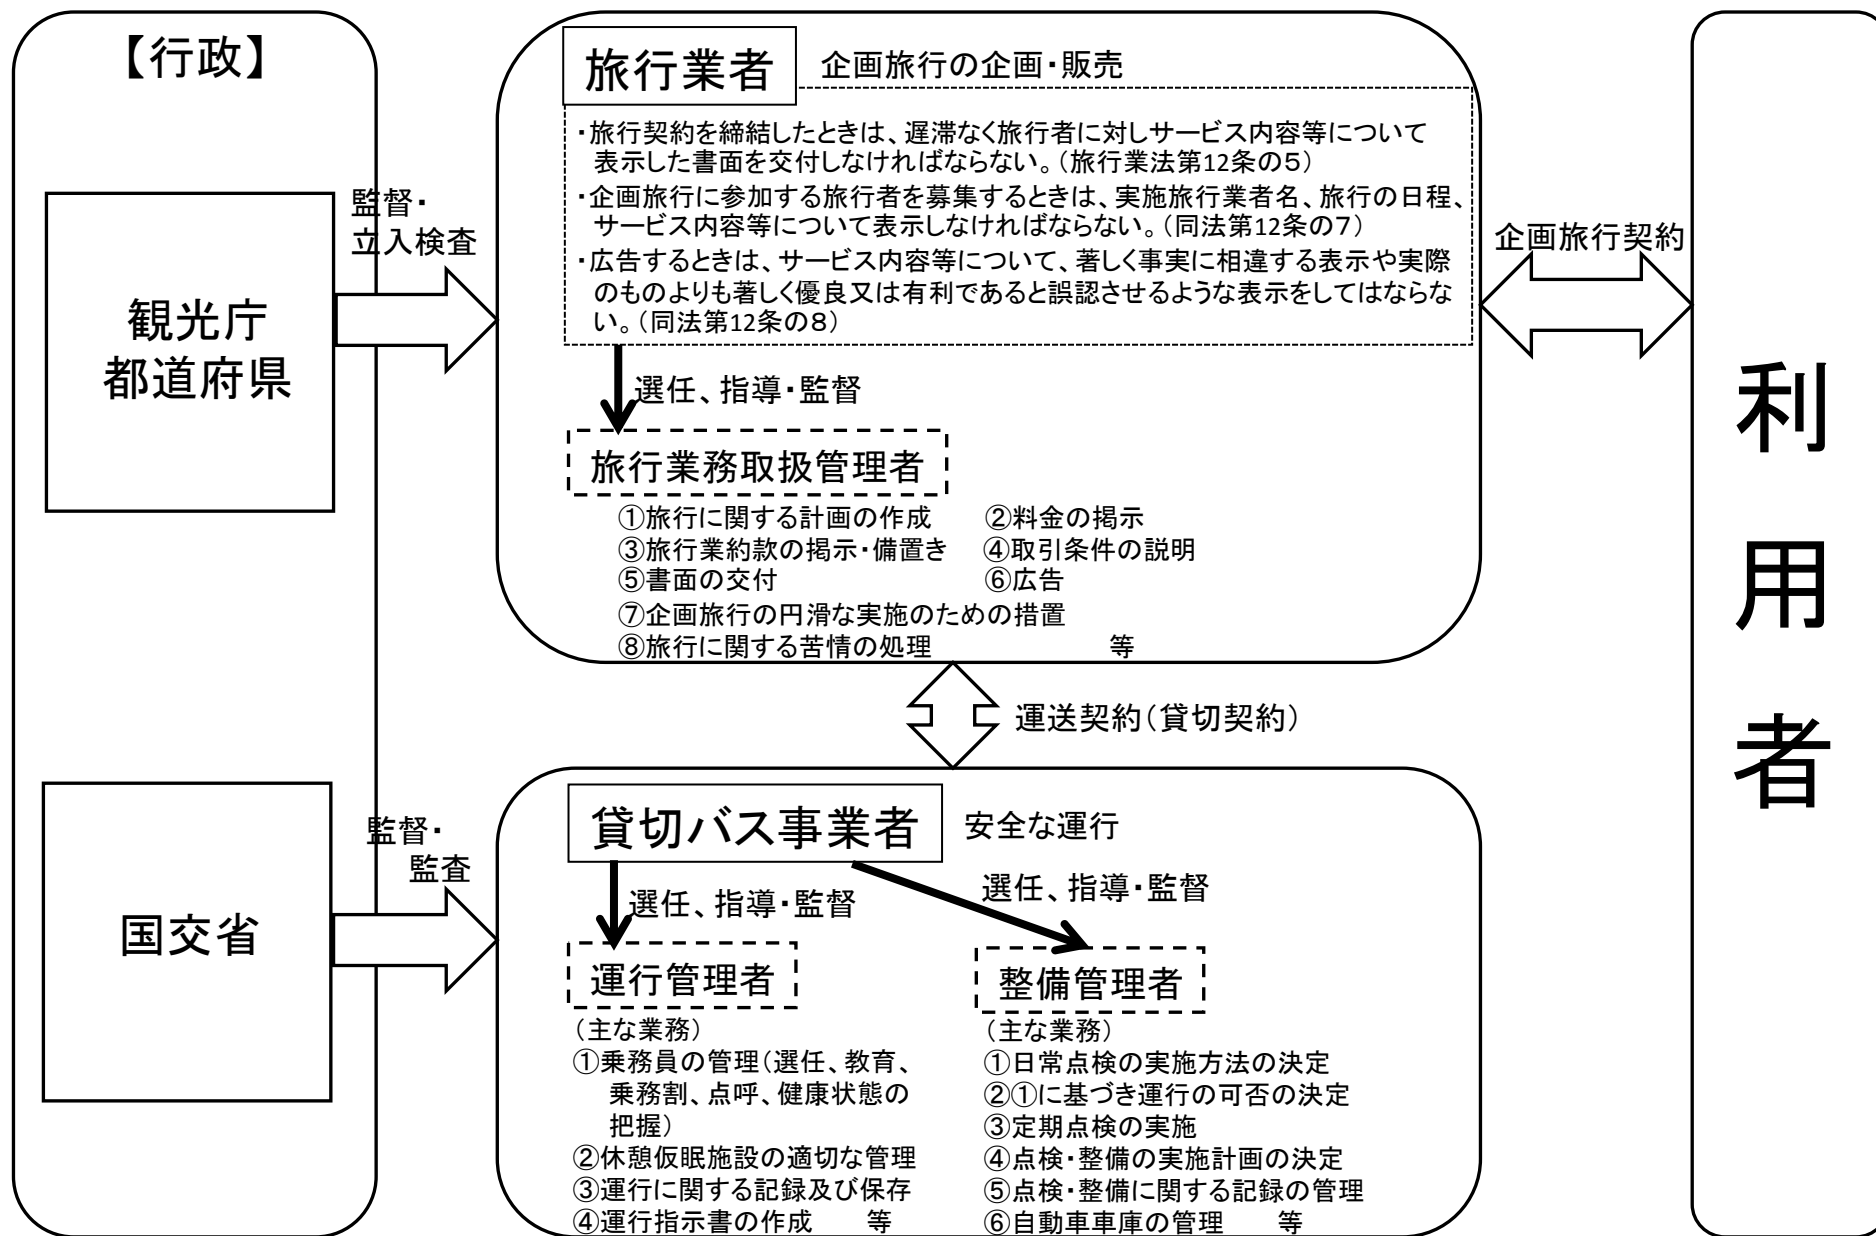 【行政】
観光庁
都道府県
監督・
立入検査
国交省
監督・
監査
旅行業者
企画旅行の企画・販売
・旅行契約を締結したときは、遅滞なく旅行者に対しサービス内容等について
表示した書面を交付しなければならない。（旅行業法第12条の５）
・企画旅行に参加する旅行者を募集するときは、実施旅行業者名、旅行の日程、
サービス内容等について表示しなければならない。（同法第12条の７）
・広告するときは、サービス内容等について、著しく事実に相違する表示や実際
のものよりも著しく優良又は有利であると誤認させるような表示をしてはならな
い。（同法第12条の８）
選任、指導・監督
旅行業務取扱管理者
①旅行に関する計画の作成　②料金の掲示
③旅行業約款の掲示・備置き　④取引条件の説明
⑤書面の交付　⑥広告
⑦企画旅行の円滑な実施のための措置
⑧旅行に関する苦情の処理　等
運送契約（貸切契約）
貸切バス事業者
安全な運行
選任、指導・監督
運行管理者
（主な業務）
①乗務員の管理（選任、教育、
乗務割、点呼、健康状態の
把握）
②休憩仮眠施設の適切な管理
③運行に関する記録及び保存
④運行指示書の作成　等
選任、指導・監督
整備管理者
（主な業務）
①日常点検の実施方法の決定
②①に基づき運行の可否の決定
③定期点検の実施
④点検・整備の実施計画の決定
⑤点検・整備に関する記録の管理
⑥自動車車庫の管理　等
企画旅行契約
利
用
者